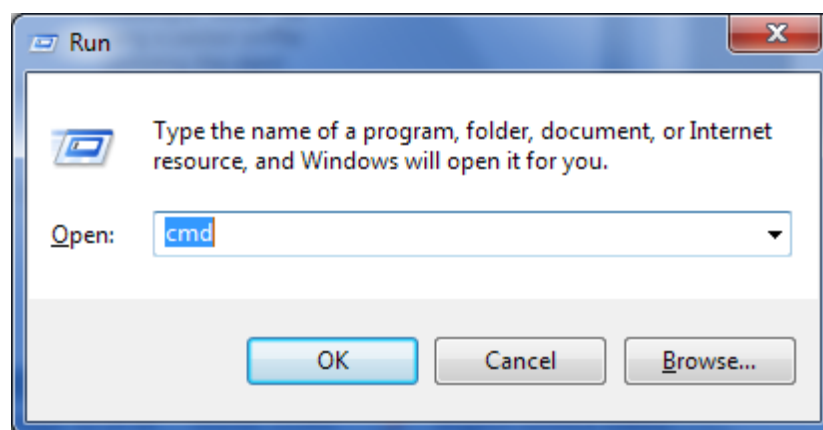 Run
Type the name of a program, folder, document, or Internet
resource, and Windows will open it for you.
Open: cmd
OK Cancel Browse...